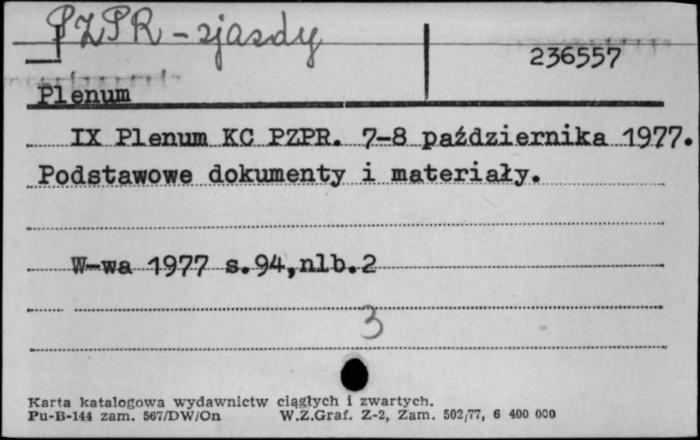 PZPR - zjazdy
236557
Plenum
IX Plenum KC PZPR. 7-8 października 1977.
Podstawowe dokumenty i materiały.
W-wa 1977 s.94,nlb.2
3
Karta katalogowa wydawnictw ciągłych i zwartych.
Pu-B-144 zam. 567/DW/On W.Z.Graf. Z-2, Zam. 502/77, 6 400 000